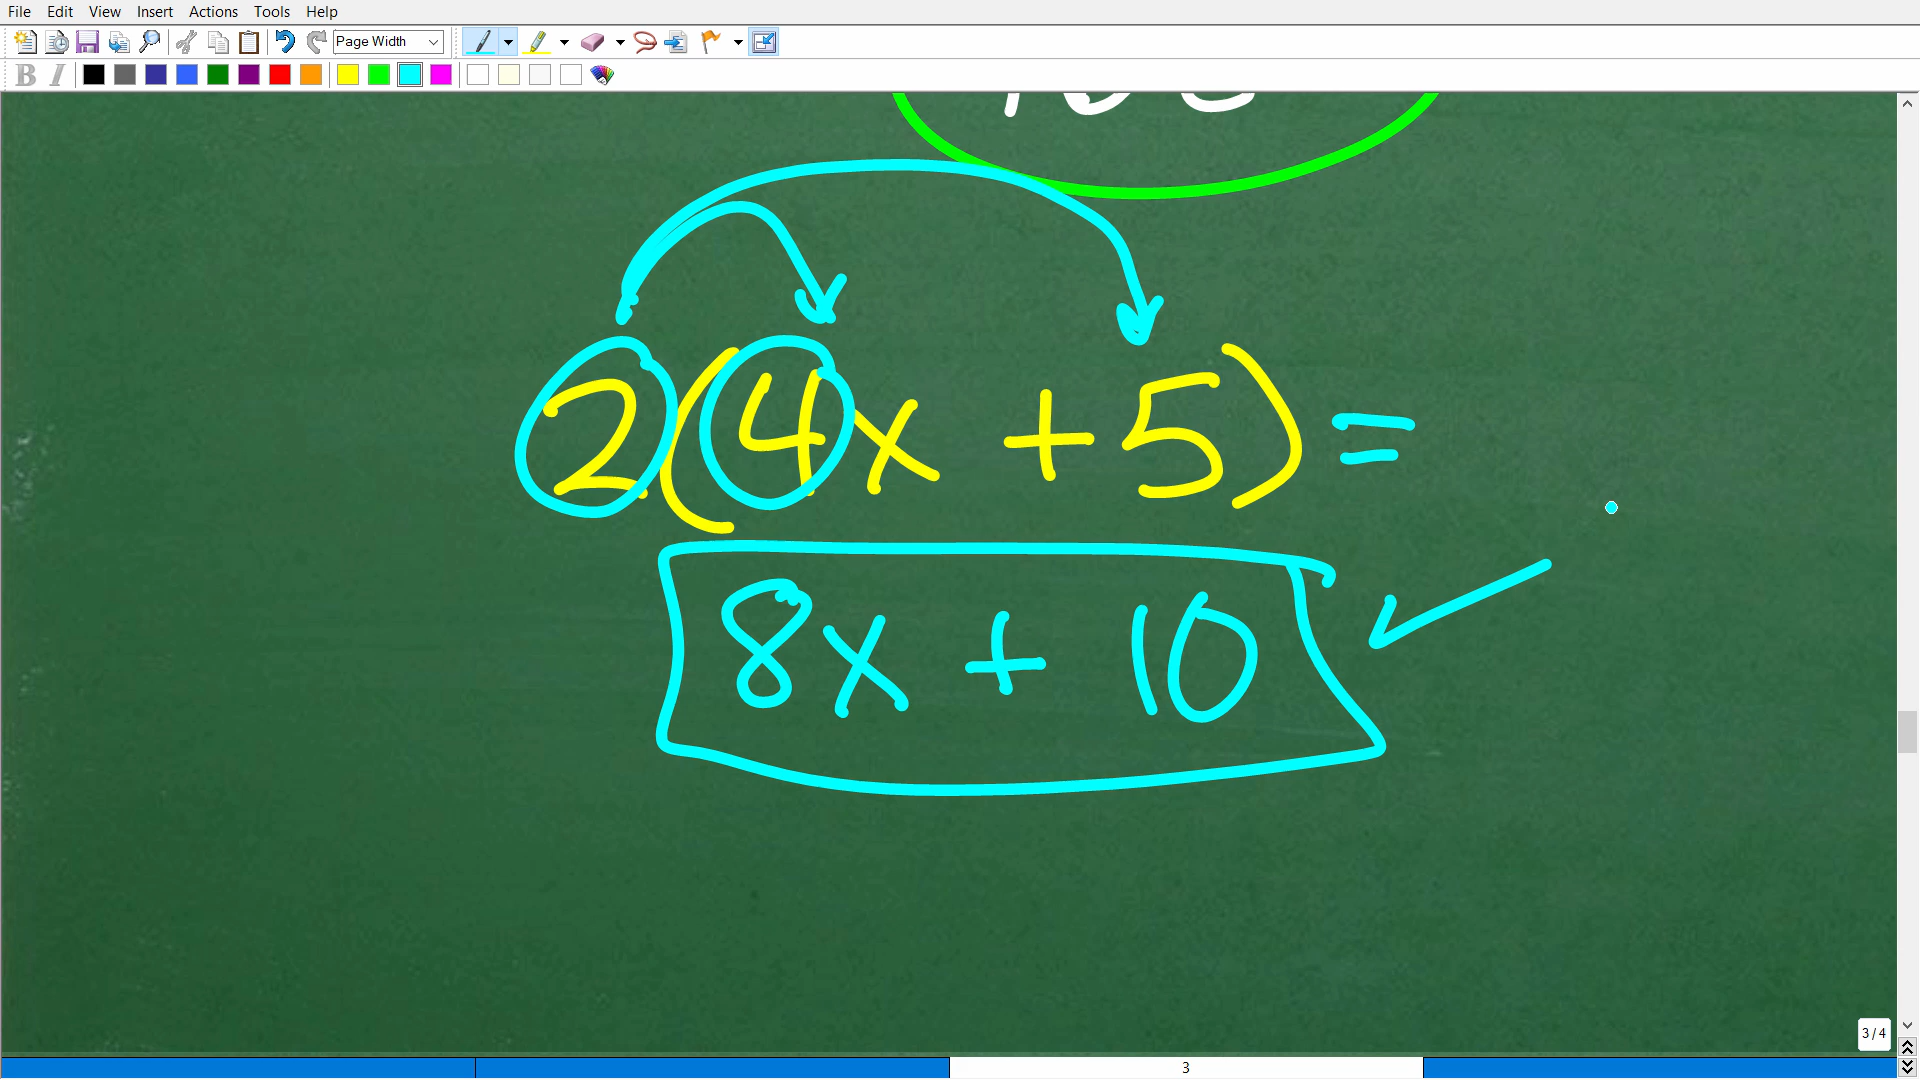 File Edit View Insert Actions Tools Help
Page Width
B I
2(4x + 5) =
8x + 10
3 / 4
3